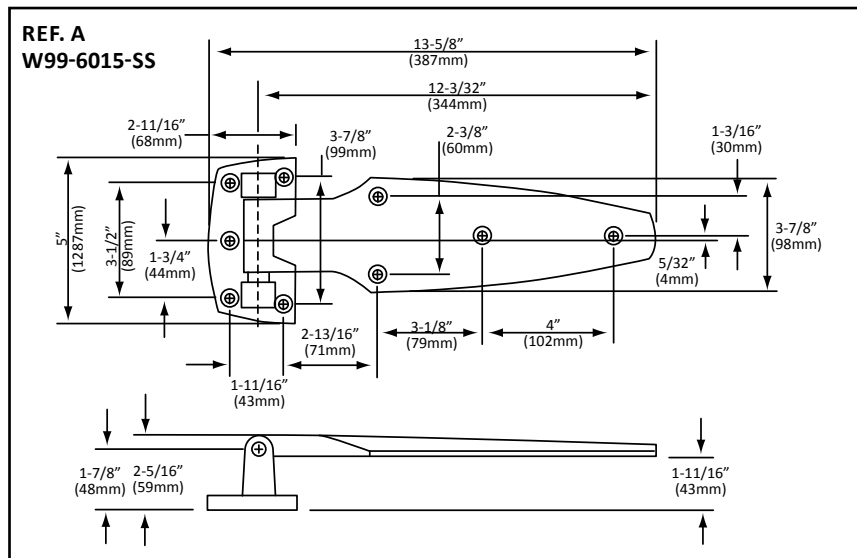 REF. A
W99-6015-SS
13-5/8”
(387mm)
12-3/32”
(344mm)
2-11/16”
(68mm)
3-7/8”
(99mm)
2-3/8”
(60mm)
1-3/16”
(30mm)
5”
(1287mm)
3-1/2”
(89mm)
1-3/4”
(44mm)
3-7/8”
(98mm)
5/32”
(4mm)
2-13/16”
(71mm)
3-1/8”
(79mm)
4”
(102mm)
1-11/16”
(43mm)
1-7/8”
(48mm)
2-5/16”
(59mm)
1-11/16”
(43mm)